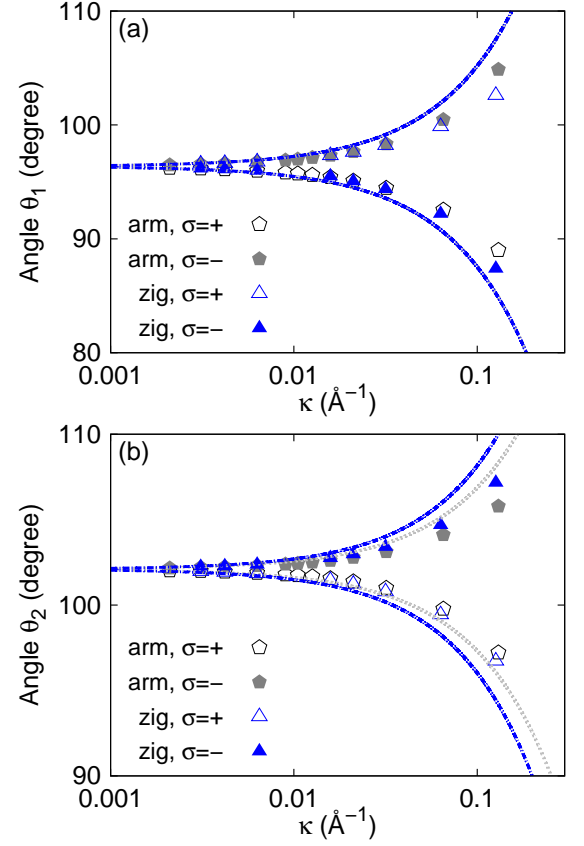 110
(a)
100
90
80
Angle θ₁ (degree)
arm, σ=+
arm, σ=−
zig, σ=+
zig, σ=−
0.001
0.01
0.1
κ (Å⁻¹)
110
(b)
100
90
Angle θ₂ (degree)
arm, σ=+
arm, σ=−
zig, σ=+
zig, σ=−
0.001
0.01
0.1
κ (Å⁻¹)